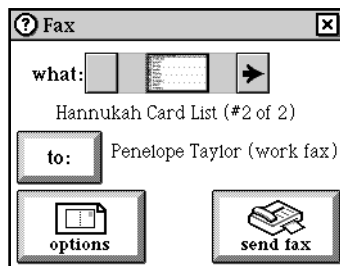 ? Fax
what:
Hannukah Card List (#2 of 2)
to: Penelope Taylor (work fax)
options send fax